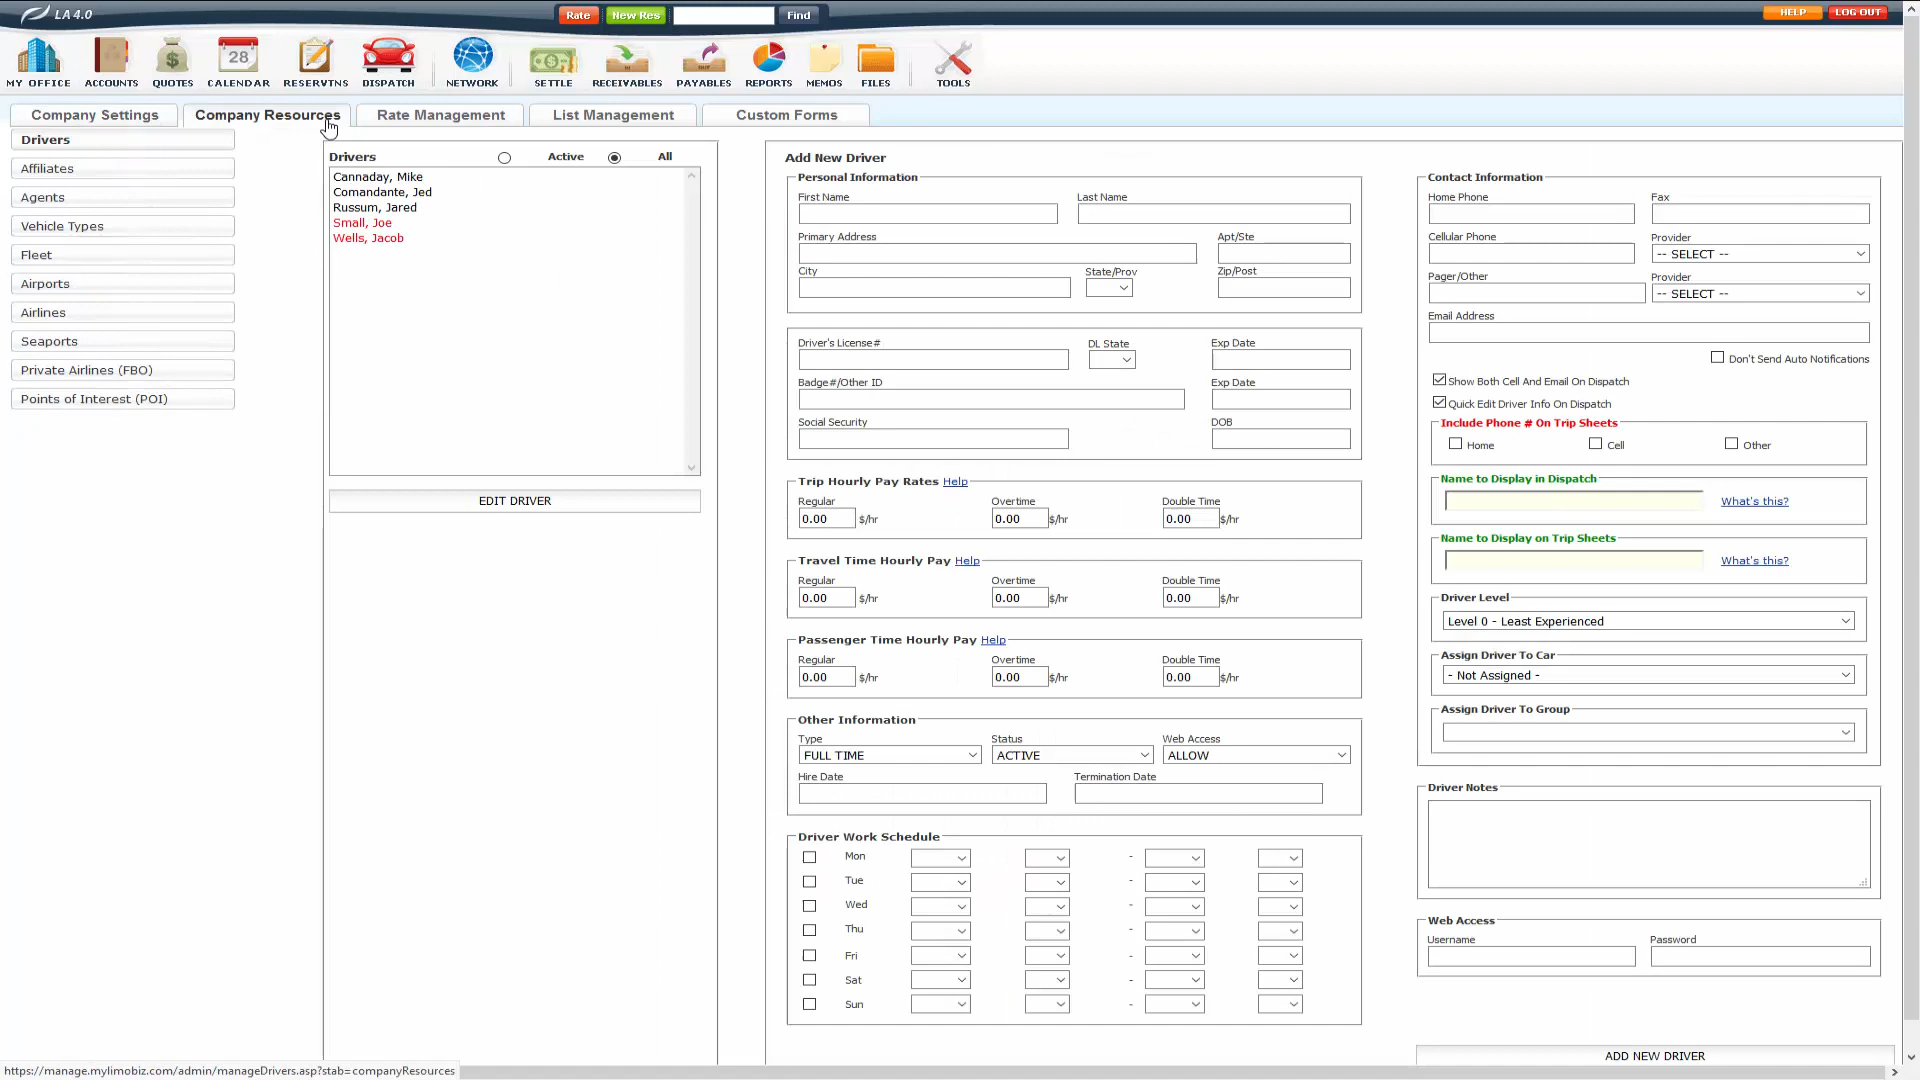 LA 4.0
Rate
New Res
Find
HELP
LOG OUT
28
MY OFFICE
ACCOUNTS
QUOTES
CALENDAR
RESERVTNS
DISPATCH
NETWORK
SETTLE
RECEIVABLES
PAYABLES
REPORTS
MEMOS
FILES
TOOLS
Company Settings
Company Resources
Rate Management
List Management
Custom Forms
Drivers
Affiliates
Agents
Vehicle Types
Fleet
Airports
Airlines
Seaports
Private Airlines (FBO)
Points of Interest (POI)
Drivers
Active
All
Cannaday, Mike
Comandante, Jed
Russum, Jared
Small, Joe
Wells, Jacob
EDIT DRIVER
Add New Driver
Personal Information
First Name
Last Name
Primary Address
Apt/Ste
City
State/Prov
Zip/Post
Driver's License#
DL State
Exp Date
Badge#/Other ID
Exp Date
Social Security
DOB
Trip Hourly Pay Rates Help
Regular
Overtime
Double Time
0.00 $/hr
0.00 $/hr
0.00 $/hr
Travel Time Hourly Pay Help
Regular
Overtime
Double Time
0.00 $/hr
0.00 $/hr
0.00 $/hr
Passenger Time Hourly Pay Help
Regular
Overtime
Double Time
0.00 $/hr
0.00 $/hr
0.00 $/hr
Other Information
Type
Status
Web Access
FULL TIME
ACTIVE
ALLOW
Hire Date
Termination Date
Driver Work Schedule
Mon -
Tue -
Wed -
Thu -
Fri -
Sat -
Sun -
Contact Information
Home Phone
Fax
Cellular Phone
Provider
-- SELECT --
Pager/Other
Provider
-- SELECT --
Email Address
Don't Send Auto Notifications
Show Both Cell And Email On Dispatch
Quick Edit Driver Info On Dispatch
Include Phone # On Trip Sheets
Home
Cell
Other
Name to Display in Dispatch
What's this?
Name to Display on Trip Sheets
What's this?
Driver Level
Level 0 - Least Experienced
Assign Driver To Car
- Not Assigned -
Assign Driver To Group
Driver Notes
Web Access
Username
Password
ADD NEW DRIVER
https://manage.mylimobiz.com/admin/manageDrivers.asp?stab=companyResources